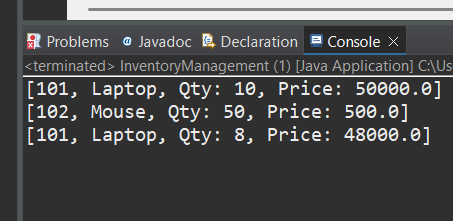 Problems @ Javadoc Declaration Console
<terminated> InventoryManagement (1) [Java Application] C:\Us
[101, Laptop, Qty: 10, Price: 50000.0]
[102, Mouse, Qty: 50, Price: 500.0]
[101, Laptop, Qty: 8, Price: 48000.0]